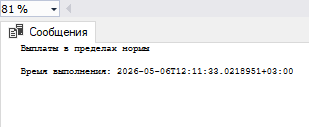 81 %
Сообщения
Выплаты в пределах нормы
Время выполнения: 2026-05-06T12:11:33.0218951+03:00